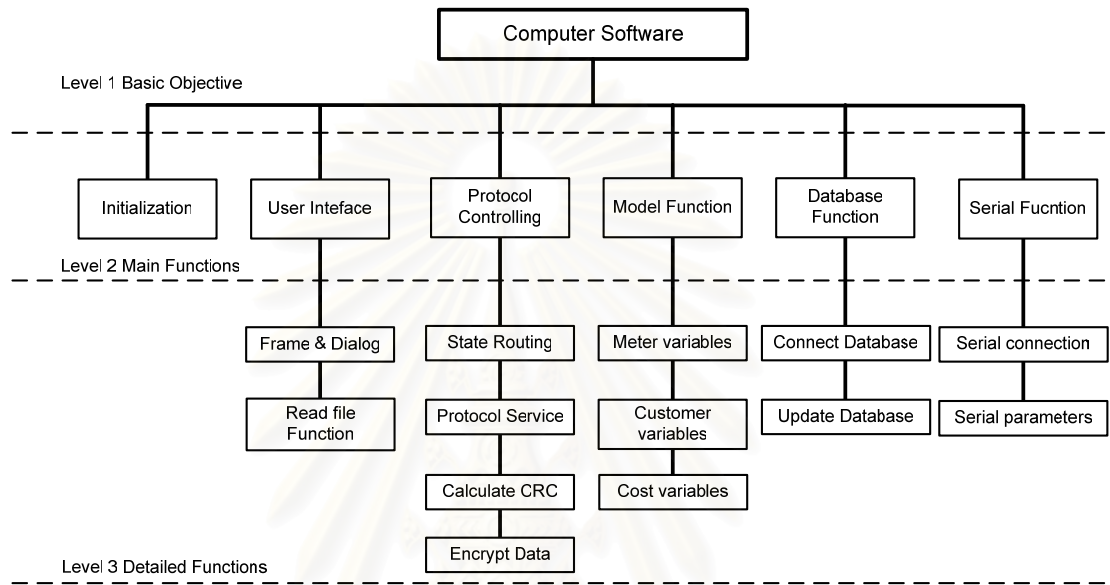 Computer Software
Level 1 Basic Objective
Initialization
User Inteface
Protocol
Controlling
Model Function
Database
Function
Serial Fucntion
Level 2 Main Functions
Frame & Dialog
State Routing
Meter variables
Connect Database
Serial connection
Read file
Function
Protocol Service
Customer
variables
Update Database
Serial parameters
Calculate CRC
Cost variables
Encrypt Data
Level 3 Detailed Functions